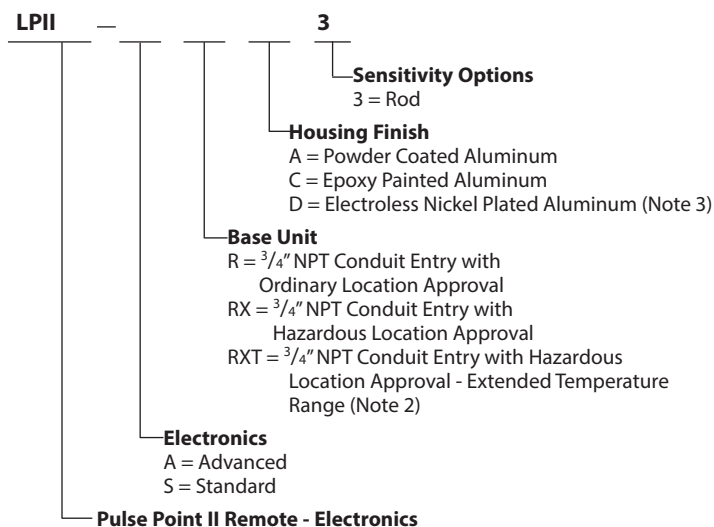 LPII — 3
Sensitivity Options
3 = Rod
Housing Finish
A = Powder Coated Aluminum
C = Epoxy Painted Aluminum
D = Electroless Nickel Plated Aluminum (Note 3)
Base Unit
R = 3/4" NPT Conduit Entry with
Ordinary Location Approval
RX = 3/4" NPT Conduit Entry with
Hazardous Location Approval
RXT = 3/4" NPT Conduit Entry with Hazardous
Location Approval - Extended Temperature
Range (Note 2)
Electronics
A = Advanced
S = Standard
Pulse Point II Remote - Electronics